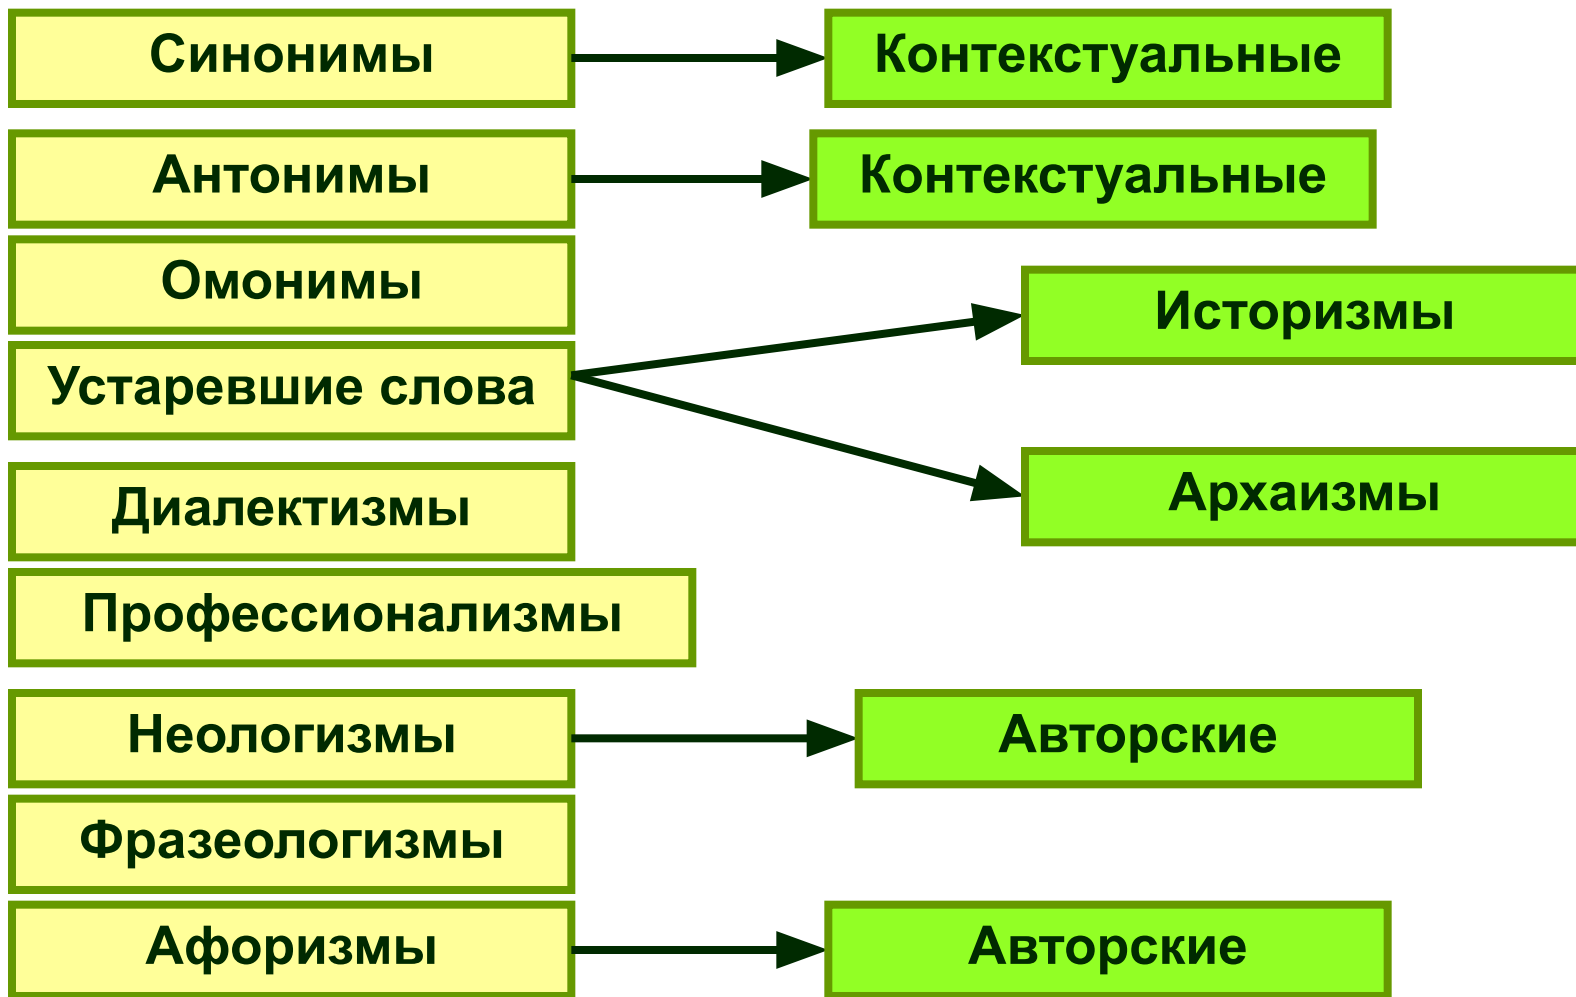 Синонимы
Контекстуальные
Антонимы
Контекстуальные
Омонимы
Историзмы
Устаревшие слова
Архаизмы
Диалектизмы
Профессионализмы
Неологизмы
Авторские
Фразеологизмы
Афоризмы
Авторские